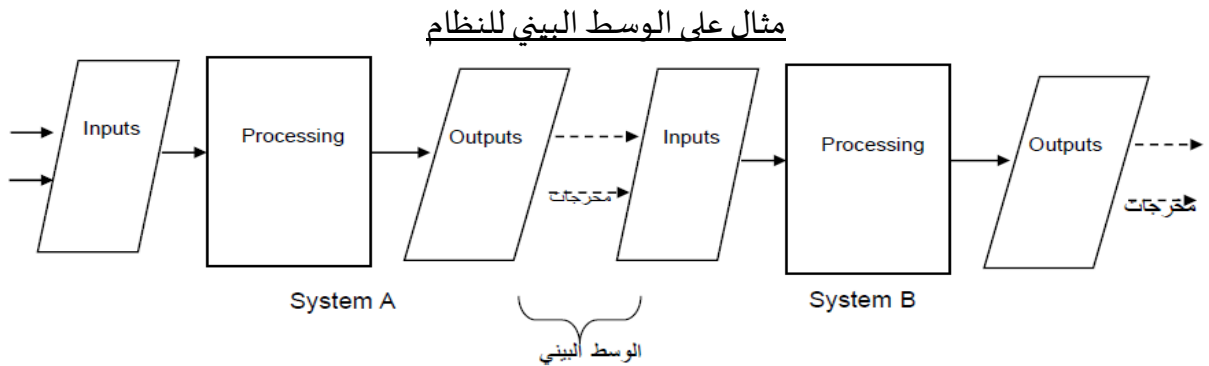 مثال على الوسط البيني للنظام
Inputs
Processing
Outputs
Inputs
Processing
Outputs
مخرجات
مخرجات
System A
System B
الوسط البيني